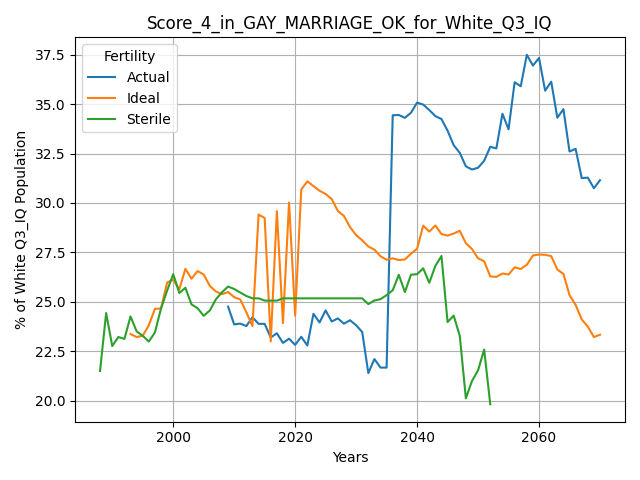 Score_4_in_GAY_MARRIAGE_OK_for_White_Q3_IQ
Fertility
Actual
Ideal
Sterile
% of White Q3_IQ Population
37.5
35.0
32.5
30.0
27.5
25.0
22.5
20.0
2000 2020 2040 2060
Years